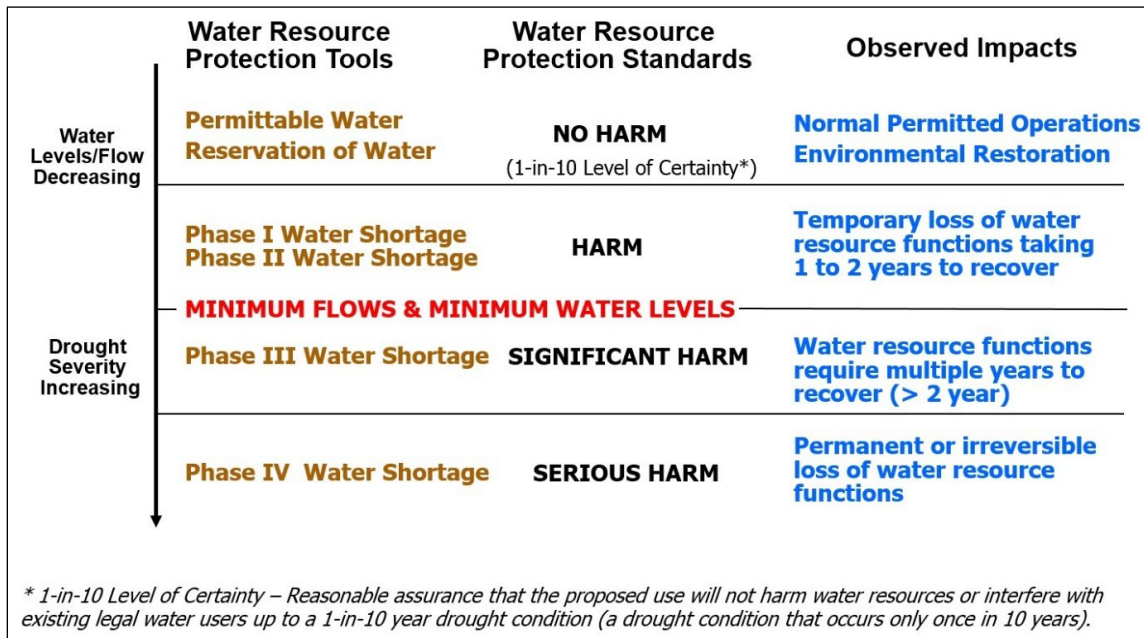 Water Resource
Protection Tools
Water Resource
Protection Standards
Observed Impacts
Water
Levels/Flow
Decreasing
Permittable Water
Reservation of Water
NO HARM
(1-in-10 Level of Certainty*)
Normal Permitted Operations
Environmental Restoration
Phase I Water Shortage
Phase II Water Shortage
HARM
Temporary loss of water
resource functions taking
1 to 2 years to recover
MINIMUM FLOWS & MINIMUM WATER LEVELS
Drought
Severity
Increasing
Phase III Water Shortage
SIGNIFICANT HARM
Water resource functions
require multiple years to
recover (> 2 year)
Phase IV Water Shortage
SERIOUS HARM
Permanent or irreversible
loss of water resource
functions
* 1-in-10 Level of Certainty – Reasonable assurance that the proposed use will not harm water resources or interfere with
existing legal water users up to a 1-in-10 year drought condition (a drought condition that occurs only once in 10 years).